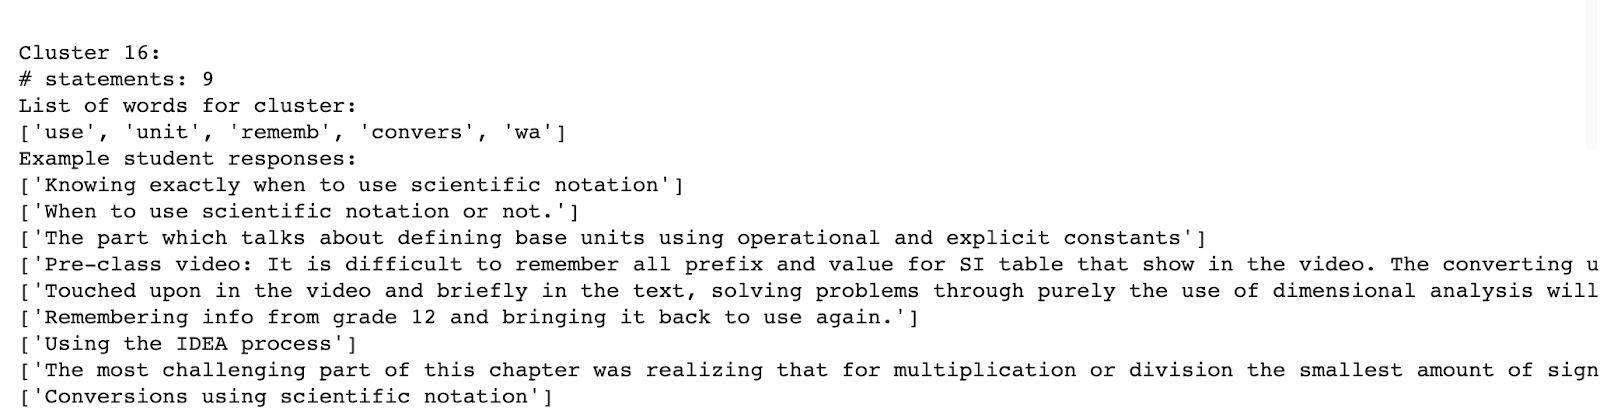 Cluster 16:
# statements: 9
List of words for cluster:
['use', 'unit', 'rememb', 'convers', 'wa']
Example student responses:
['Knowing exactly when to use scientific notation']
['When to use scientific notation or not.']
['The part which talks about defining base units using operational and explicit constants']
['Pre-class video: It is difficult to remember all prefix and value for SI table that show in the video. The converting u
['Touched upon in the video and briefly in the text, solving problems through purely the use of dimensional analysis will
['Remembering info from grade 12 and bringing it back to use again.']
['Using the IDEA process']
['The most challenging part of this chapter was realizing that for multiplication or division the smallest amount of sign
['Conversions using scientific notation']